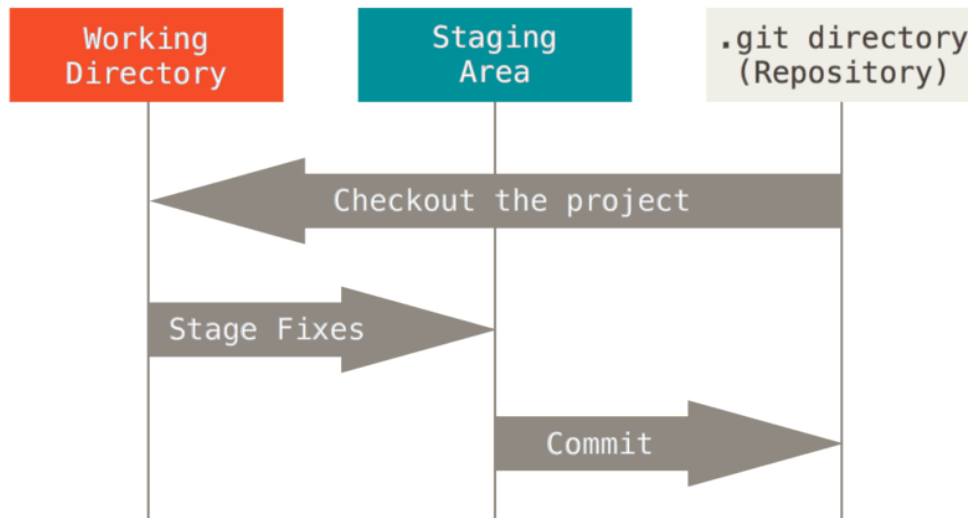 Working
Directory
Staging
Area
.git directory
(Repository)
Checkout the project
Stage Fixes
Commit